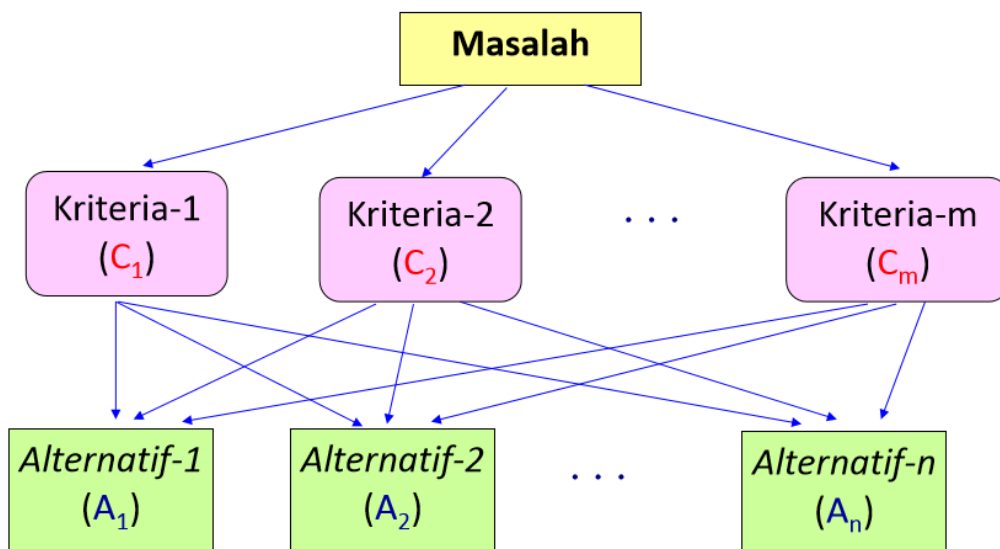 Masalah
Kriteria-1
(C₁)
Kriteria-2
(C₂)
. . .
Kriteria-m
(Cₘ)
Alternatif-1
(A₁)
Alternatif-2
(A₂)
. . .
Alternatif-n
(Aₙ)